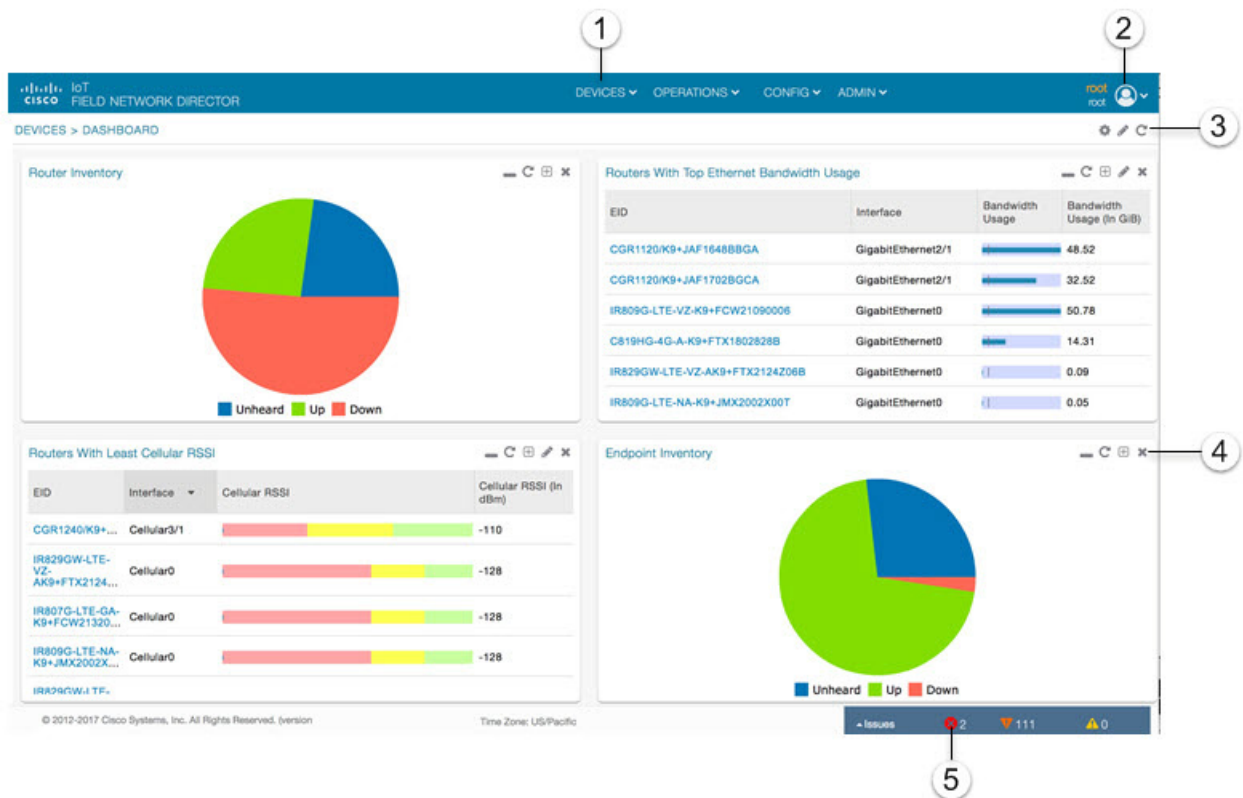 1
2
CISCO
IoT
FIELD NETWORK DIRECTOR
DEVICES OPERATIONS CONFIG ADMIN
root
root
DEVICES > DASHBOARD
3
Router Inventory
Unheard Up Down
Routers With Top Ethernet Bandwidth Usage
EID Interface Bandwidth Usage Bandwidth Usage (In GiB)
CGR1120/K9+JAF1648BBGA GigabitEthernet2/1 48.52
CGR1120/K9+JAF1702BGCA GigabitEthernet2/1 32.52
IR809G-LTE-VZ-K9+FCW21090006 GigabitEthernet0 50.78
C819HG-4G-A-K9+FTX1802828B GigabitEthernet0 14.31
IR829GW-LTE-VZ-AK9+FTX2124Z06B GigabitEthernet0 0.09
IR809G-LTE-NA-K9+JMX2002X00T GigabitEthernet0 0.05
Routers With Least Cellular RSSI
EID Interface Cellular RSSI Cellular RSSI (In dBm)
CGR1240/K9+... Cellular3/1 -110
IR829GW-LTE-
VZ-
AK9+FTX2124... Cellular0 -128
IR807G-LTE-GA-
K9+FCW21320... Cellular0 -128
IR809G-LTE-NA-
K9+JMX2002X... Cellular0 -128
IR829GW-LTE-
Endpoint Inventory
4
Unheard Up Down
© 2012-2017 Cisco Systems, Inc. All Rights Reserved. (version
Time Zone: US/Pacific
Issues 2 111 0
5